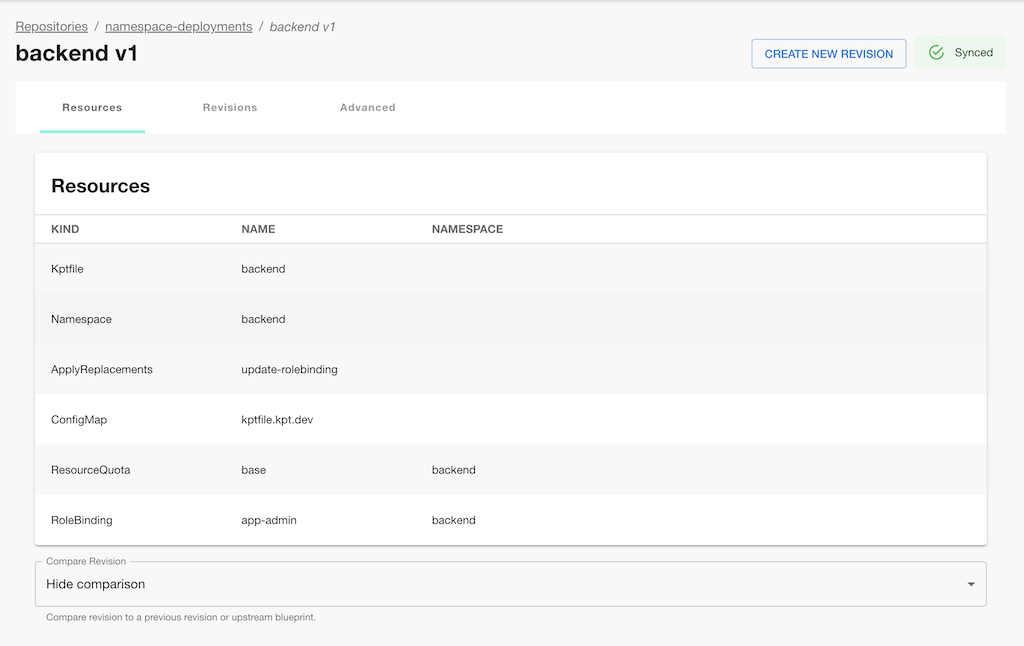 Repositories / namespace-deployments / backend v1
backend v1
CREATE NEW REVISION
Synced
Resources Revisions Advanced
Resources
KIND NAME NAMESPACE
Kptfile backend
Namespace backend
ApplyReplacements update-rolebinding
ConfigMap kptfile.kpt.dev
ResourceQuota base backend
RoleBinding app-admin backend
Compare Revision
Hide comparison
Compare revision to a previous revision or upstream blueprint.